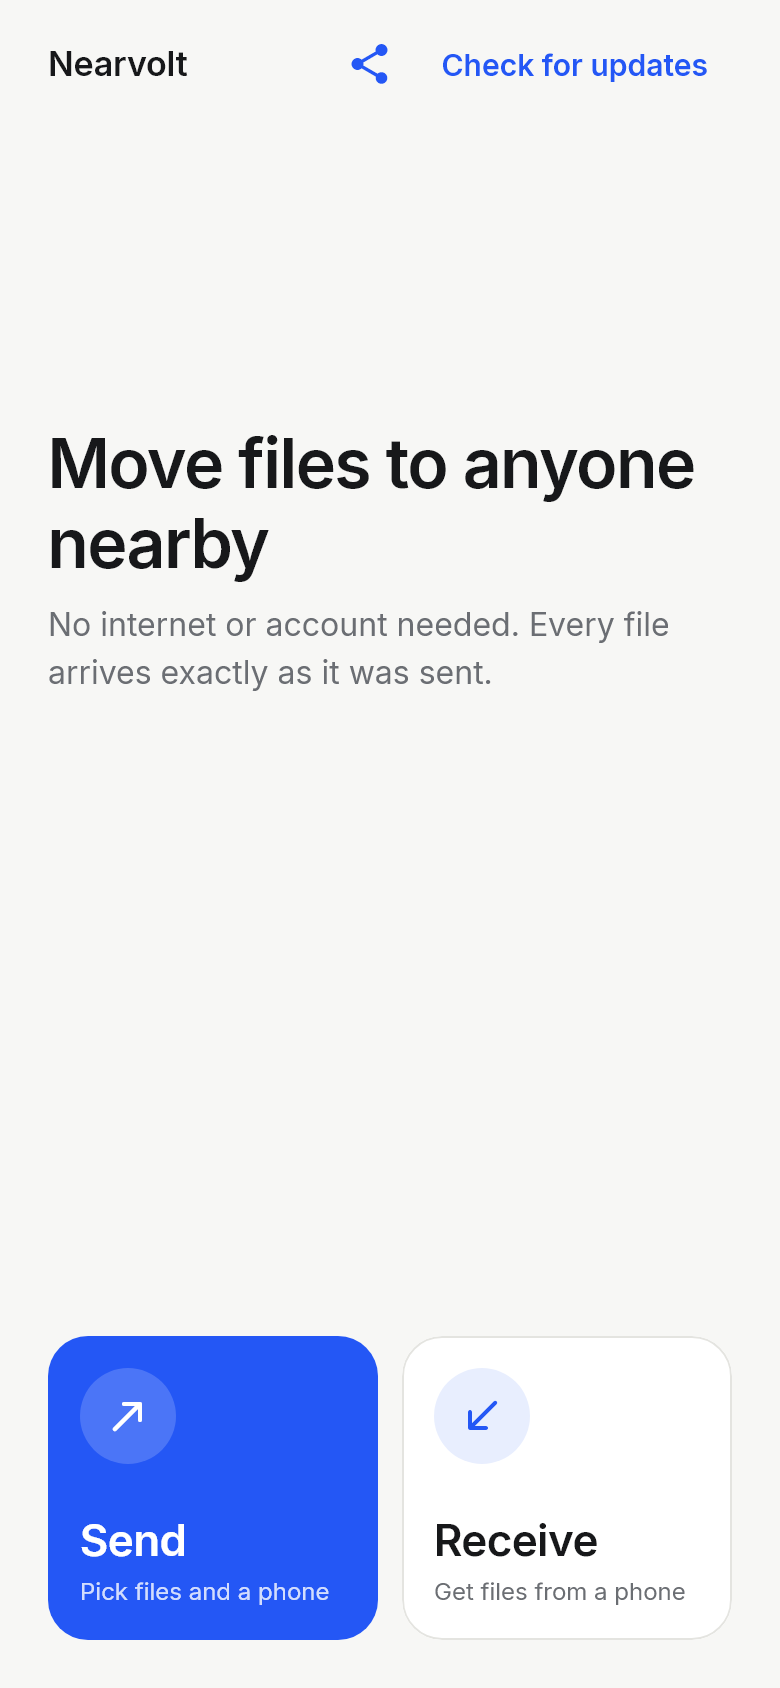 Nearvolt
Check for updates
Move files to anyone
nearby
No internet or account needed. Every file
arrives exactly as it was sent.
Send
Pick files and a phone
Receive
Get files from a phone